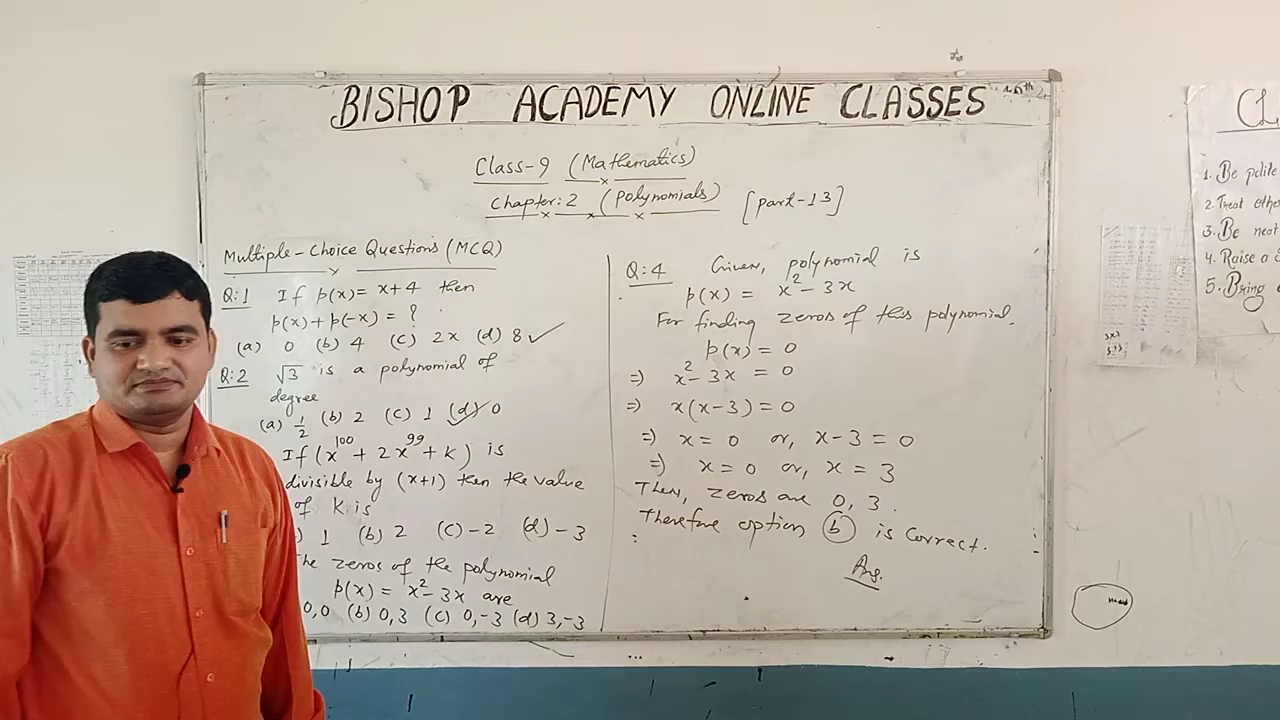 BISHOP ACADEMY ONLINE CLASSES
Class-9 (Mathematics)
Chapter: 2 (Polynomials) [Part-13]
Multiple-Choice Questions (MCQ)
Q:1 If p(x) = x+4 then
p(x) + p(-x) = ?
(a) 0 (b) 4 (c) 2x (d) 8 ✓
Q:2 √3 is a polynomial of
degree
(a) 1/2 (b) 2 (c) 1 (d) ✓ 0
If (x¹⁰⁰ + 2x⁹⁹ + k) is
divisible by (x+1) then the value
of k is
) 1 (b) 2 (c) -2 (d) -3
he zeros of the polynomial
p(x) = x² - 3x are
0,0 (b) 0,3 (c) 0,-3 (d) 3,-3
Q:4 Given, polynomial is
p(x) = x² - 3x
For finding zeros of this polynomial.
p(x) = 0
=) x² - 3x = 0
=) x(x-3) = 0
=) x = 0 or, x-3 = 0
=) x = 0 or, x = 3
Then, zeros are 0, 3.
Therefore option (b) is correct.
Ans.
CL
1. Be polite
2. Treat othe
3. Be neat
4. Raise a
5. Bring